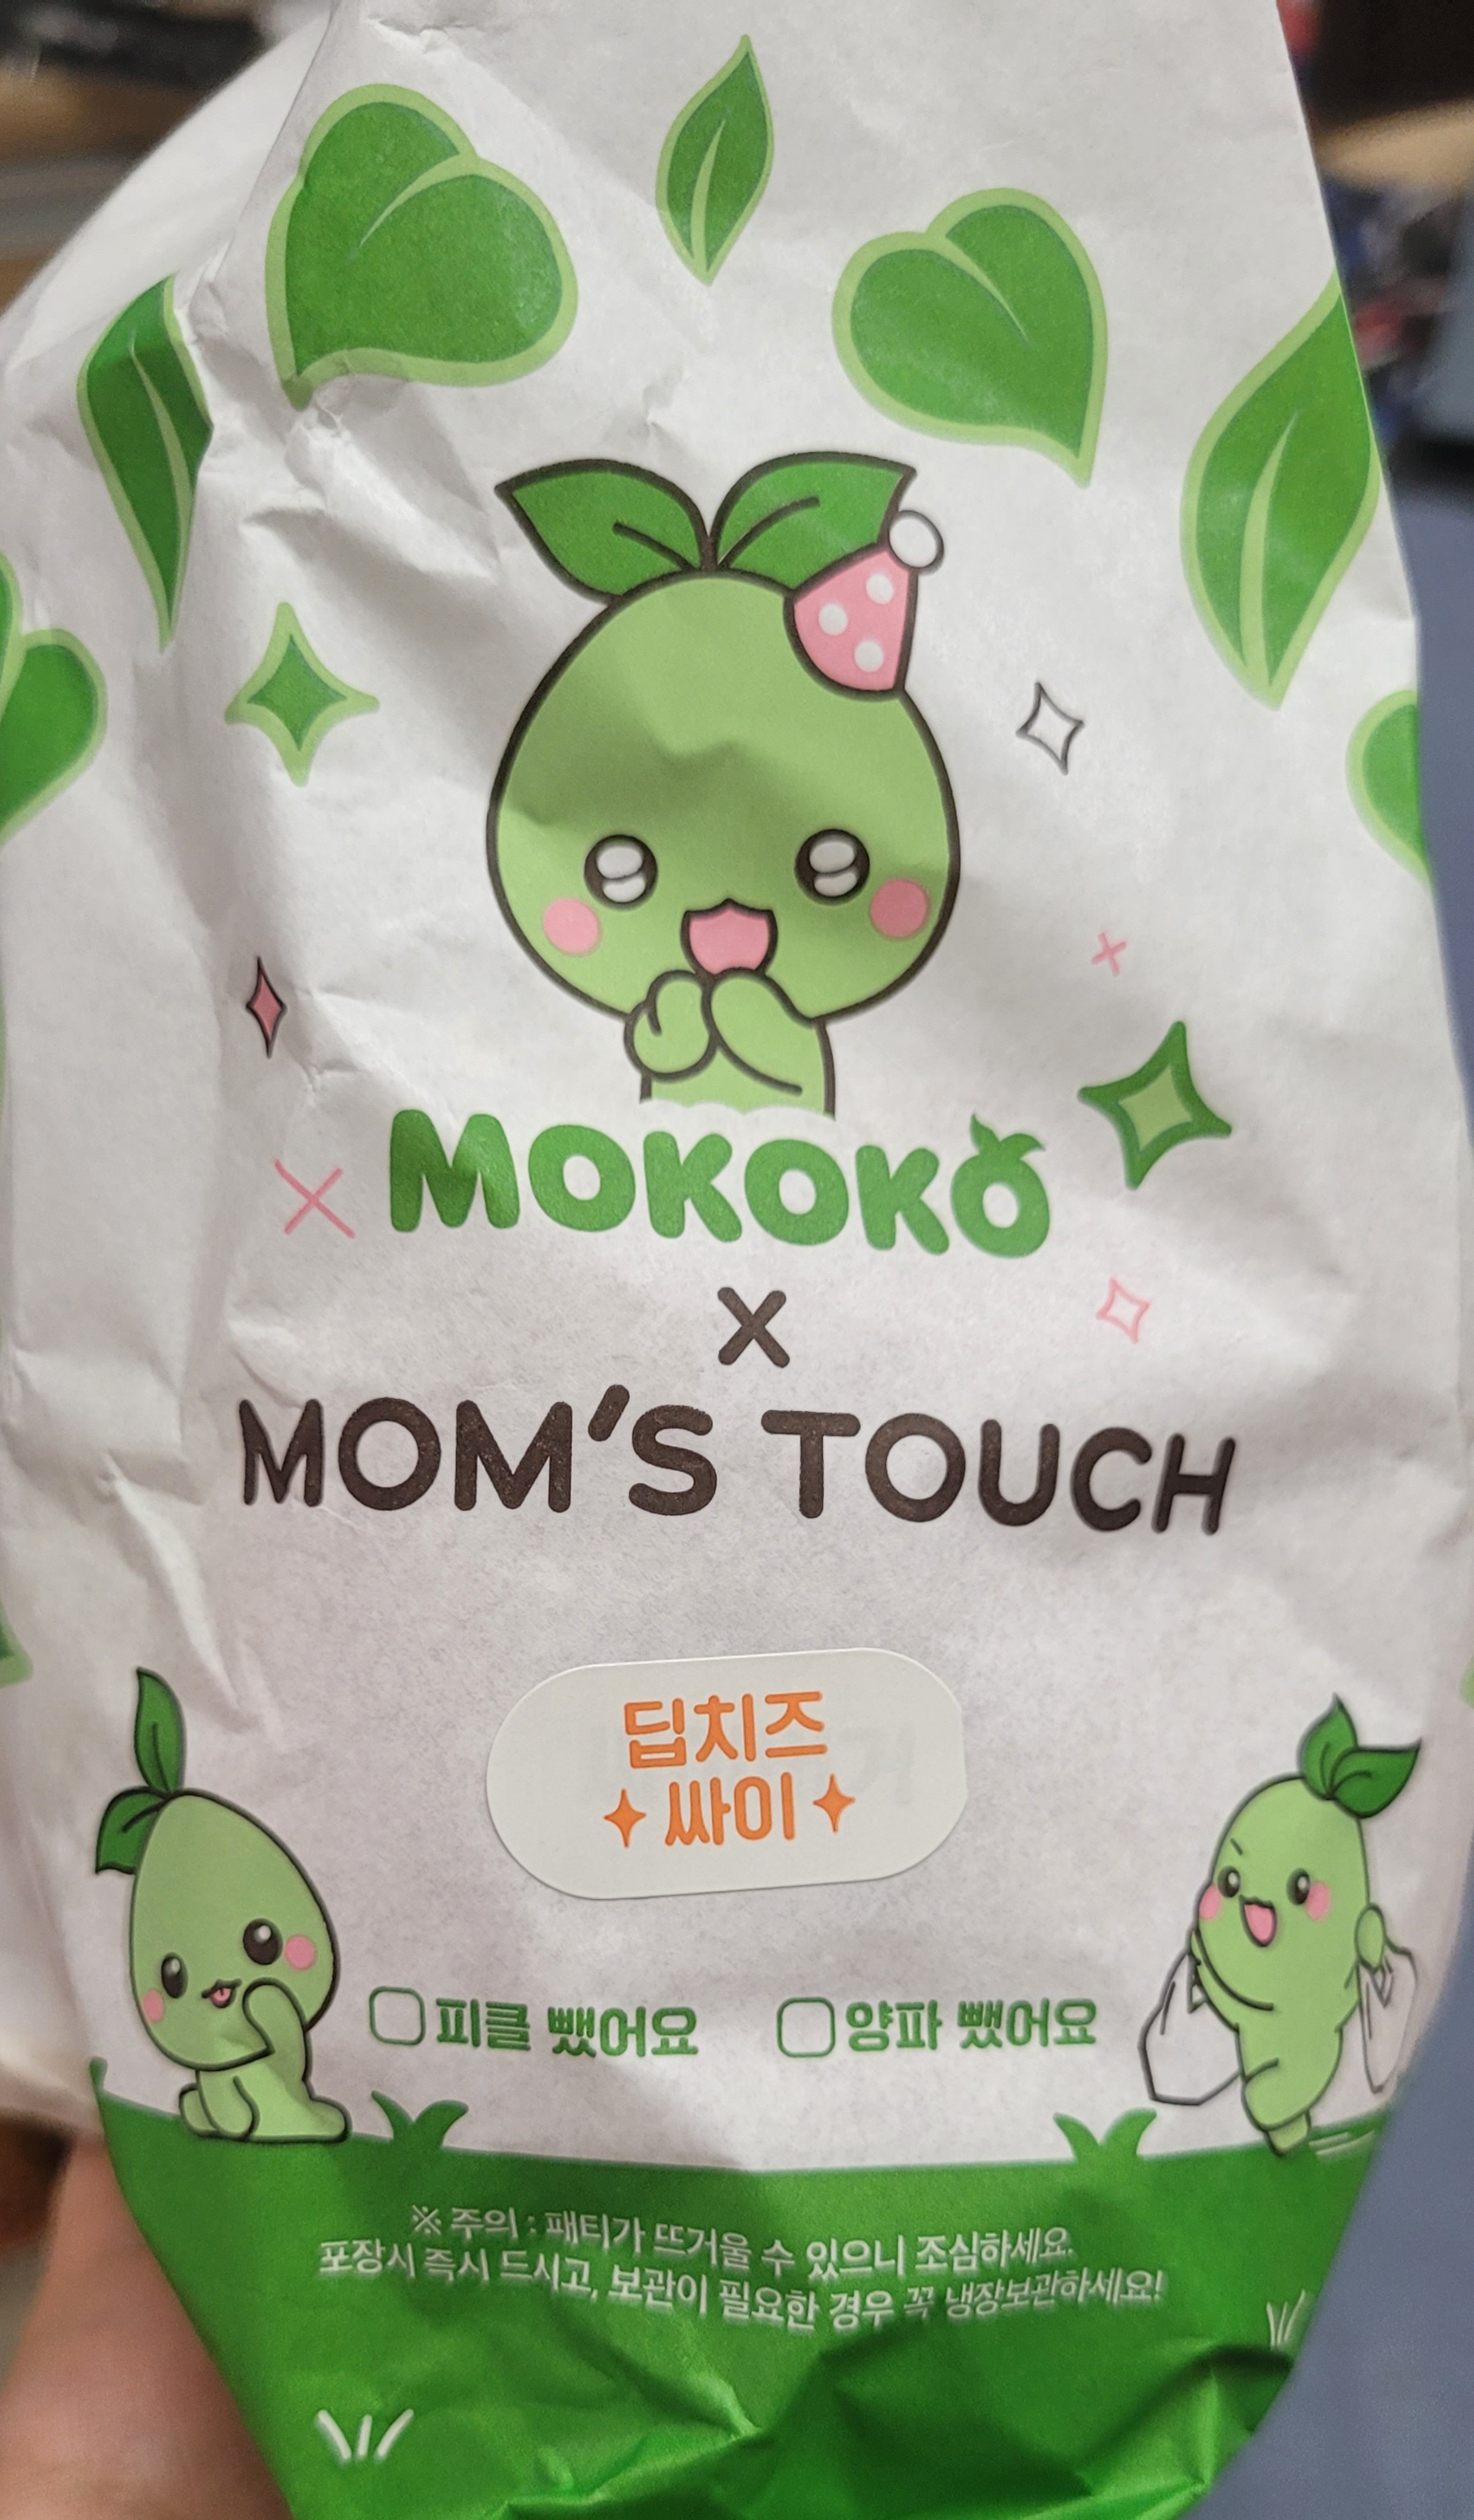 MOKOKO
X
MOM'S TOUCH
딥치즈
싸이
피클 뺐어요 양파 뺐어요
※ 주의 : 패티가 뜨거울 수 있으니 조심하세요.
포장시 즉시 드시고, 보관이 필요한 경우 꼭 냉장보관하세요!